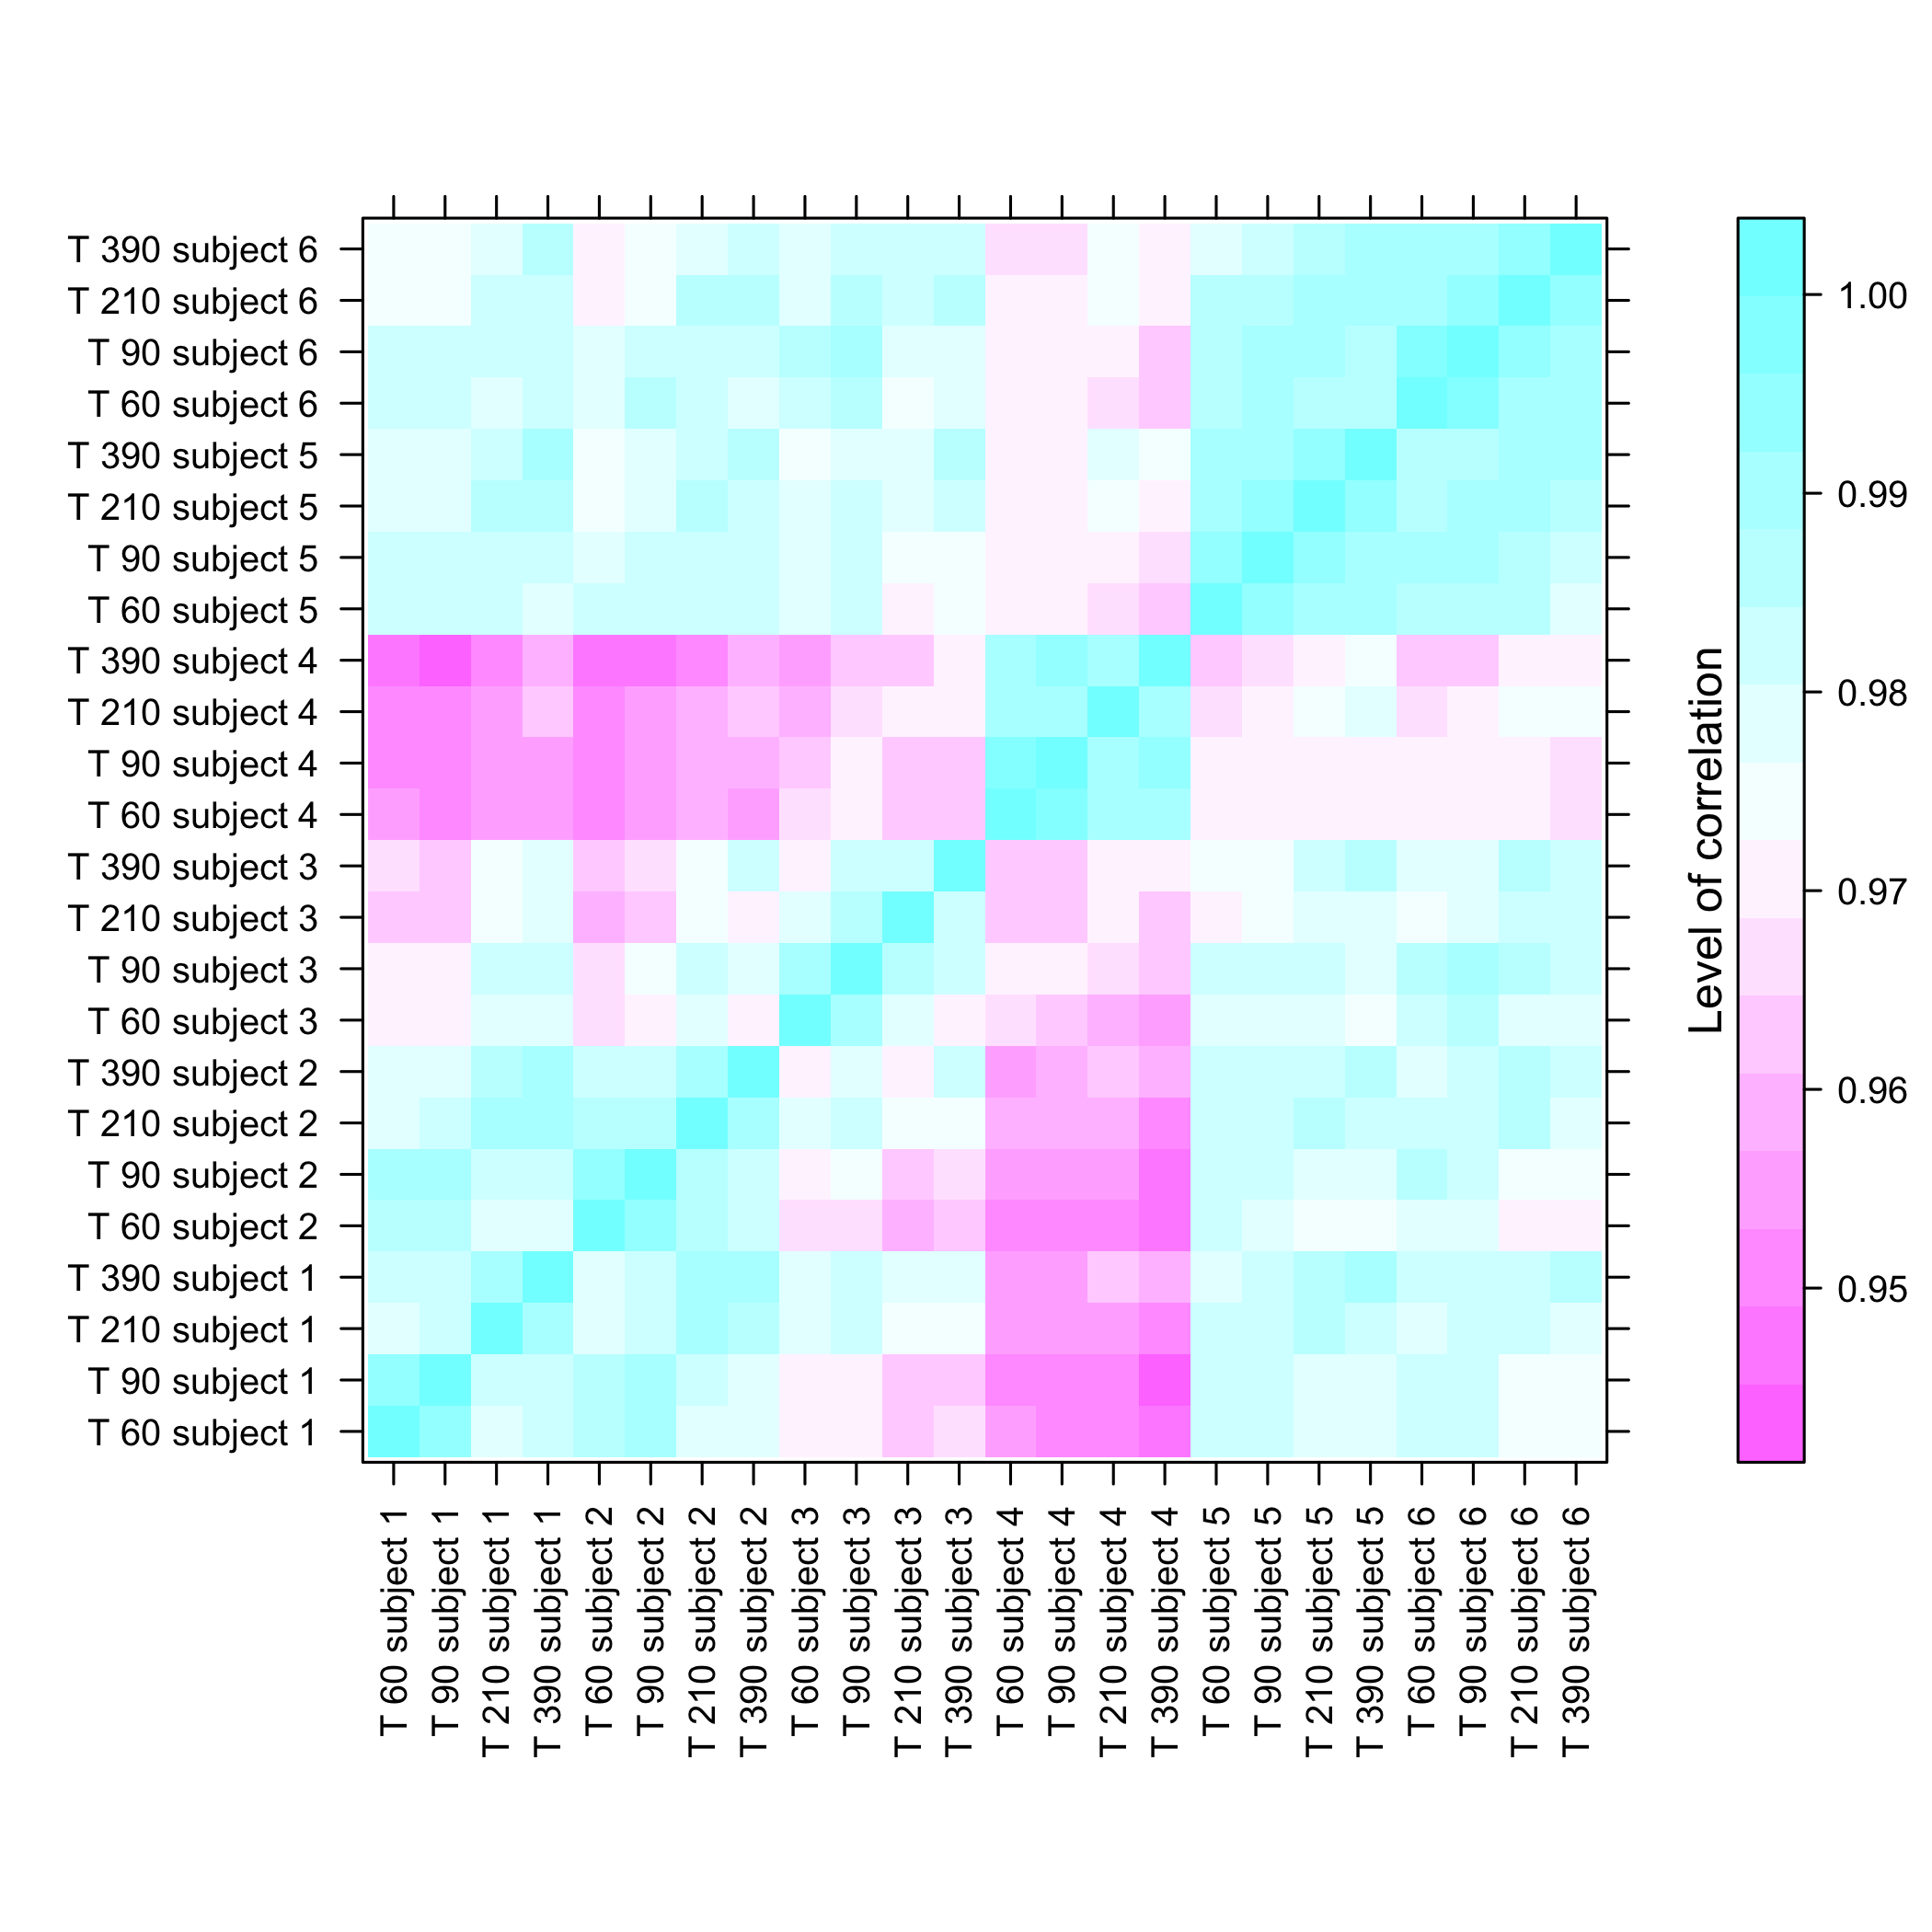 T 390 subject 6
T 210 subject 6
T 90 subject 6
T 60 subject 6
T 390 subject 5
T 210 subject 5
T 90 subject 5
T 60 subject 5
T 390 subject 4
T 210 subject 4
T 90 subject 4
T 60 subject 4
T 390 subject 3
T 210 subject 3
T 90 subject 3
T 60 subject 3
T 390 subject 2
T 210 subject 2
T 90 subject 2
T 60 subject 2
T 390 subject 1
T 210 subject 1
T 90 subject 1
T 60 subject 1
T 60 subject 1
T 90 subject 1
T 210 subject 1
T 390 subject 1
T 60 subject 2
T 90 subject 2
T 210 subject 2
T 390 subject 2
T 60 subject 3
T 90 subject 3
T 210 subject 3
T 390 subject 3
T 60 subject 4
T 90 subject 4
T 210 subject 4
T 390 subject 4
T 60 subject 5
T 90 subject 5
T 210 subject 5
T 390 subject 5
T 60 subject 6
T 90 subject 6
T 210 subject 6
T 390 subject 6
Level of correlation
1.00
0.99
0.98
0.97
0.96
0.95